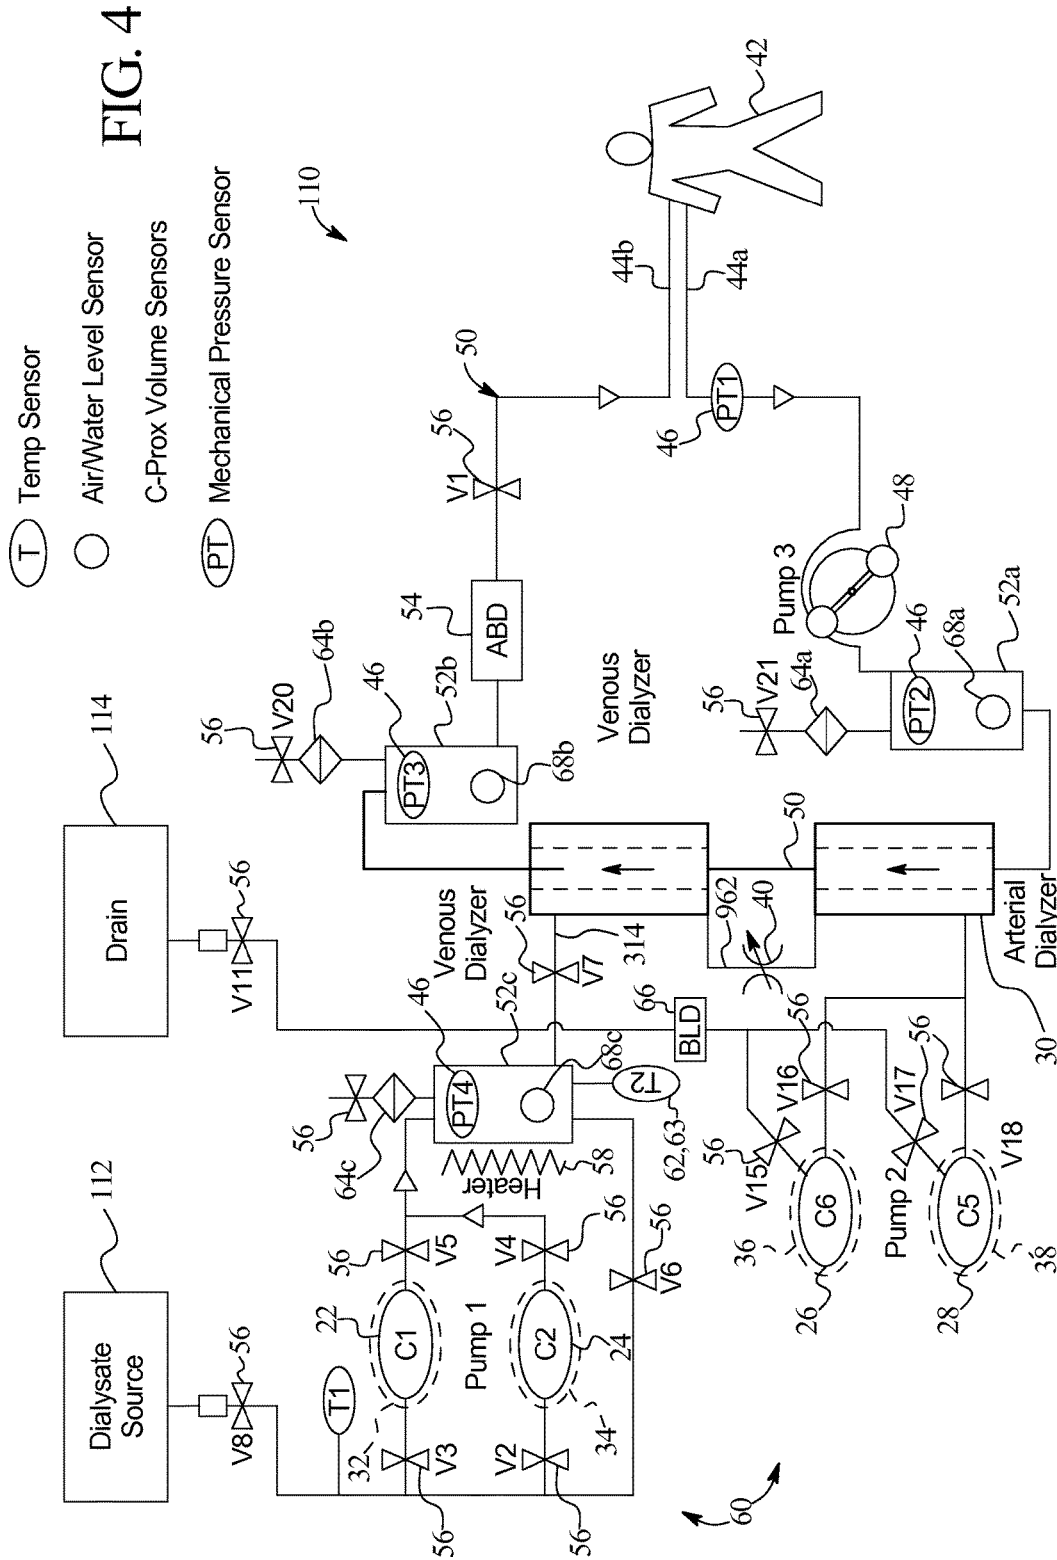 FIG. 4
T Temp Sensor
Air/Water Level Sensor
C-Prox Volume Sensors
PT Mechanical Pressure Sensor
110
114
Drain
56
V11
112
Dialysate
Source
56
V8
56
V20
64b
46
PT3
52b
68b
54
ABD
V1
56
50
44b
44a
42
PT1
46
Pump 3
48
56
V21
64a
46
PT2
68a
52a
Venous
Dialyzer
Venous
Dialyzer
56
V7
314
962
40
50
Arterial
Dialyzer
30
66
BLD
56
64c
46
PT4
52c
68c
T2
62,63
58
Heater
T1
22
C1
32
V3
56
56
V5
Pump 1
C2
24
34
V2
56
V4
56
V6
56
56
V15
V16
56
C6
36
26
Pump 2
V17
56
56
V18
C5
28
38
60